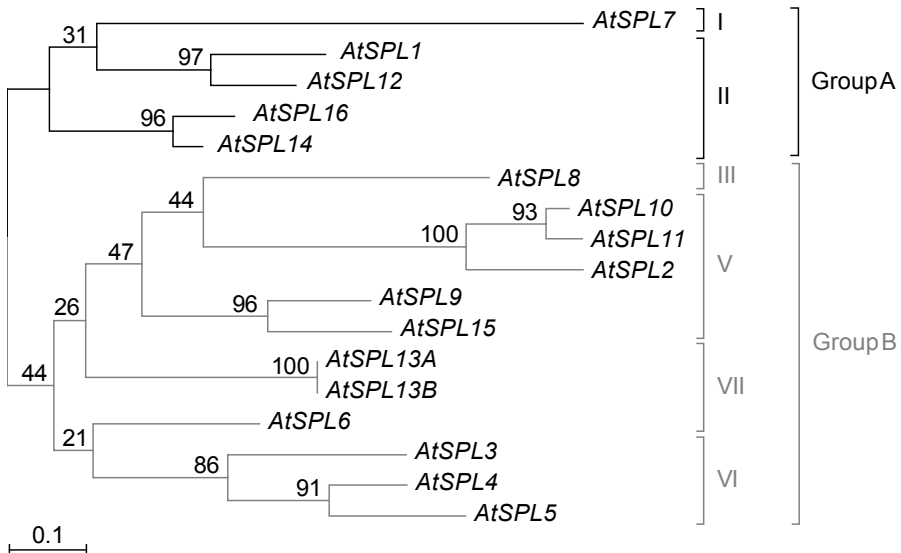 AtSPL7 I
31
AtSPL1
97
AtSPL12
II
Group A
AtSPL16
96
AtSPL14
AtSPL8 III
44
AtSPL10
93
AtSPL11
100
AtSPL2
V
47
AtSPL9
96
AtSPL15
26
Group B
AtSPL13A
100
AtSPL13B
VII
44
AtSPL6
21
AtSPL3
86
AtSPL4
VI
91
AtSPL5
0.1